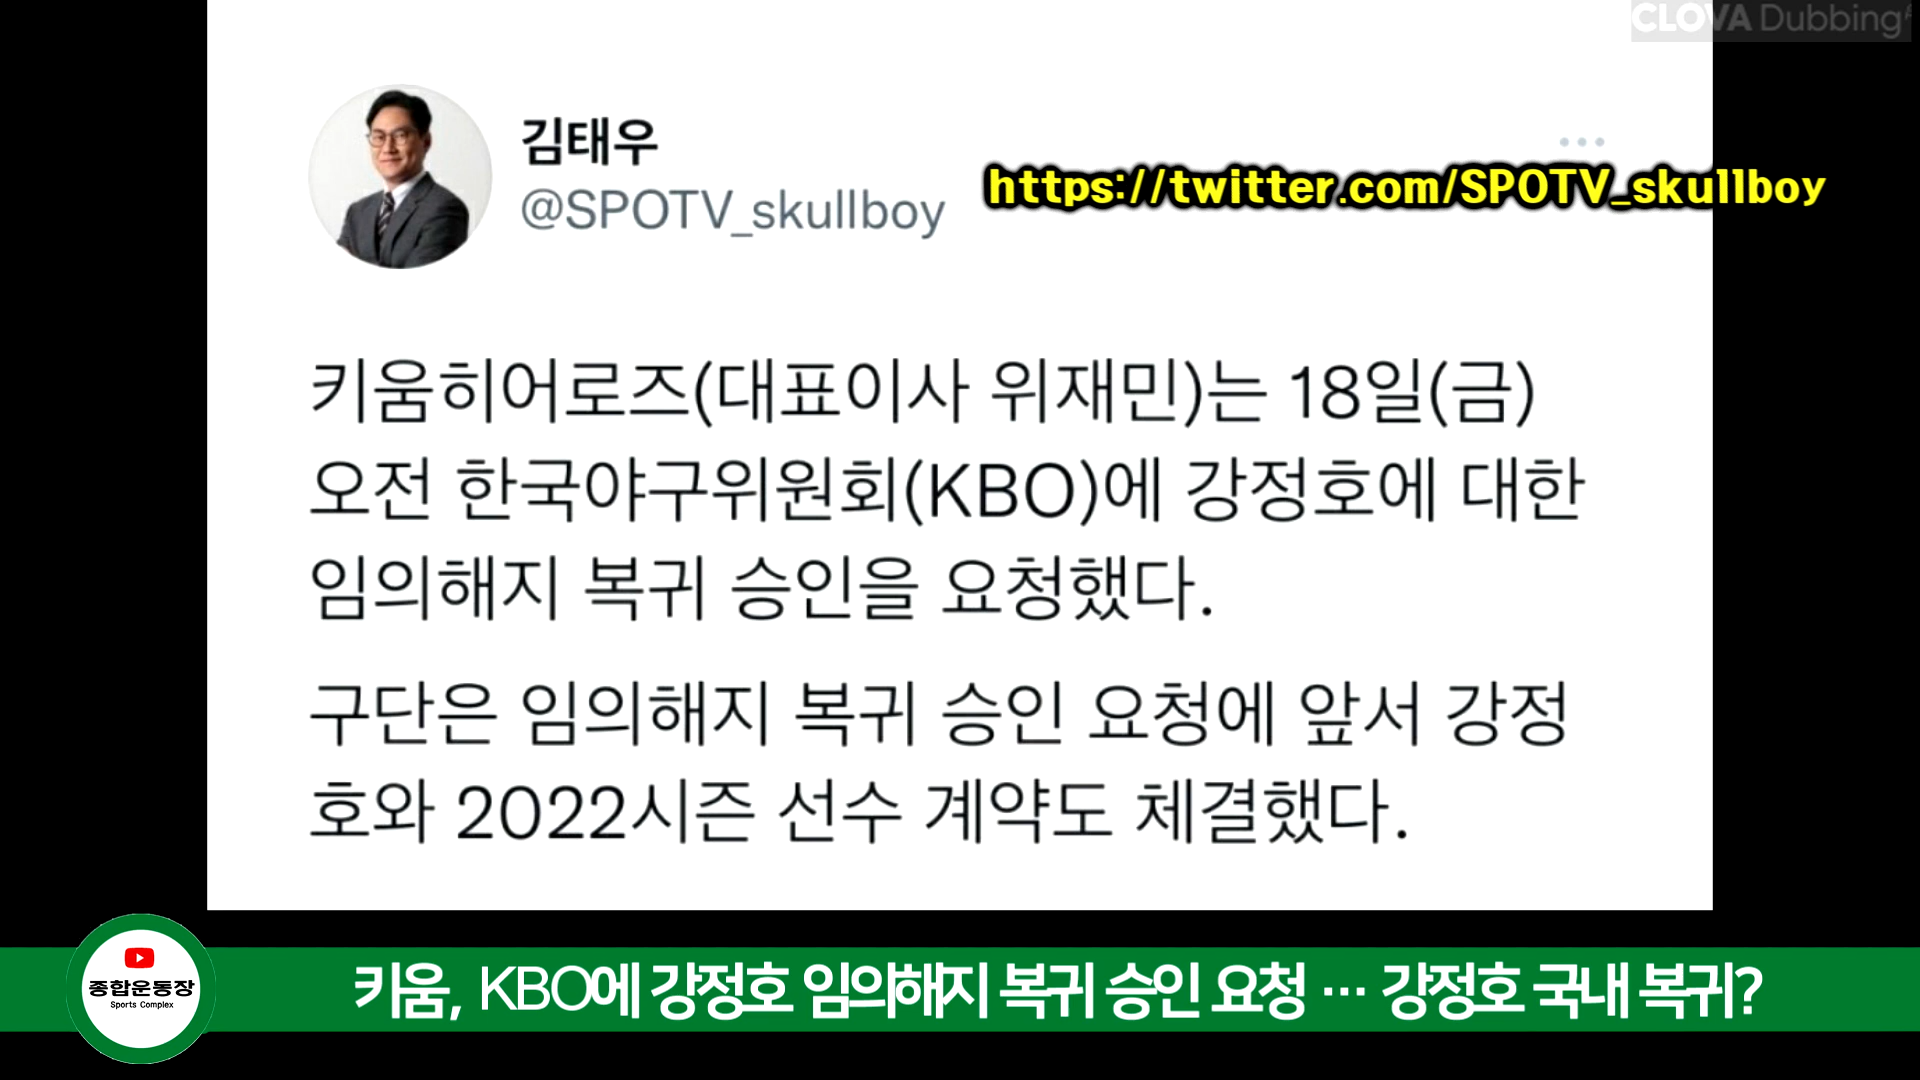 CLOVA Dubbing
김태우
@SPOTV_skullboy
https://twitter.com/SPOTV_skullboy
키움히어로즈(대표이사 위재민)는 18일(금)
오전 한국야구위원회(KBO)에 강정호에 대한
임의해지 복귀 승인을 요청했다.
구단은 임의해지 복귀 승인 요청에 앞서 강정
호와 2022시즌 선수 계약도 체결했다.
종합운동장
Sports Complex
키움, KBO에 강정호 임의해지 복귀 승인 요청 … 강정호 국내 복귀?